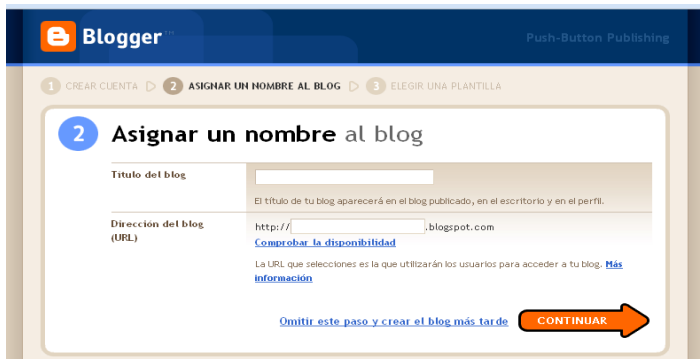 Blogger™
Push-Button Publishing
1 CREAR CUENTA 2 ASIGNAR UN NOMBRE AL BLOG 3 ELEGIR UNA PLANTILLA
2 Asignar un nombre al blog
Título del blog
El título de tu blog aparecerá en el blog publicado, en el escritorio y en el perfil.
Dirección del blog
(URL)
http:// .blogspot.com
Comprobar la disponibilidad
La URL que selecciones es la que utilizarán los usuarios para acceder a tu blog. Más
información
Omitir este paso y crear el blog más tarde CONTINUAR